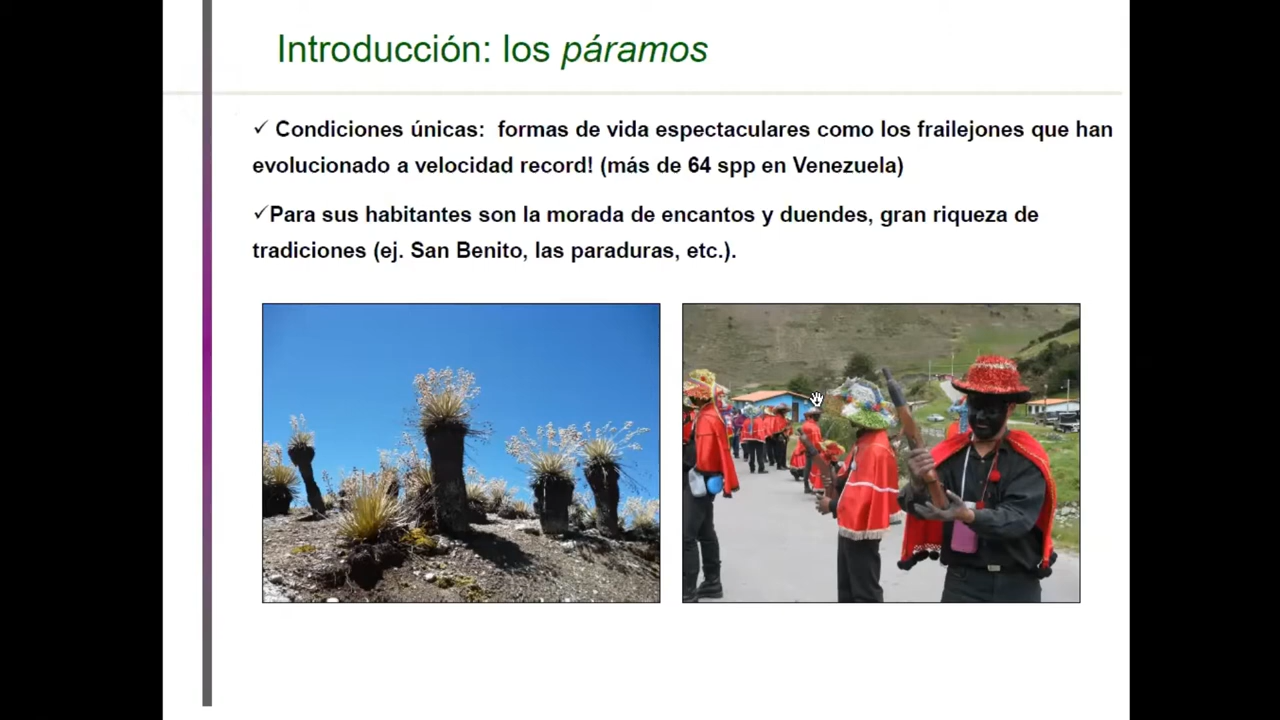 Introducción: los páramos
✓ Condiciones únicas: formas de vida espectaculares como los frailejones que han
evolucionado a velocidad record! (más de 64 spp en Venezuela)
✓Para sus habitantes son la morada de encantos y duendes, gran riqueza de
tradiciones (ej. San Benito, las paraduras, etc.).